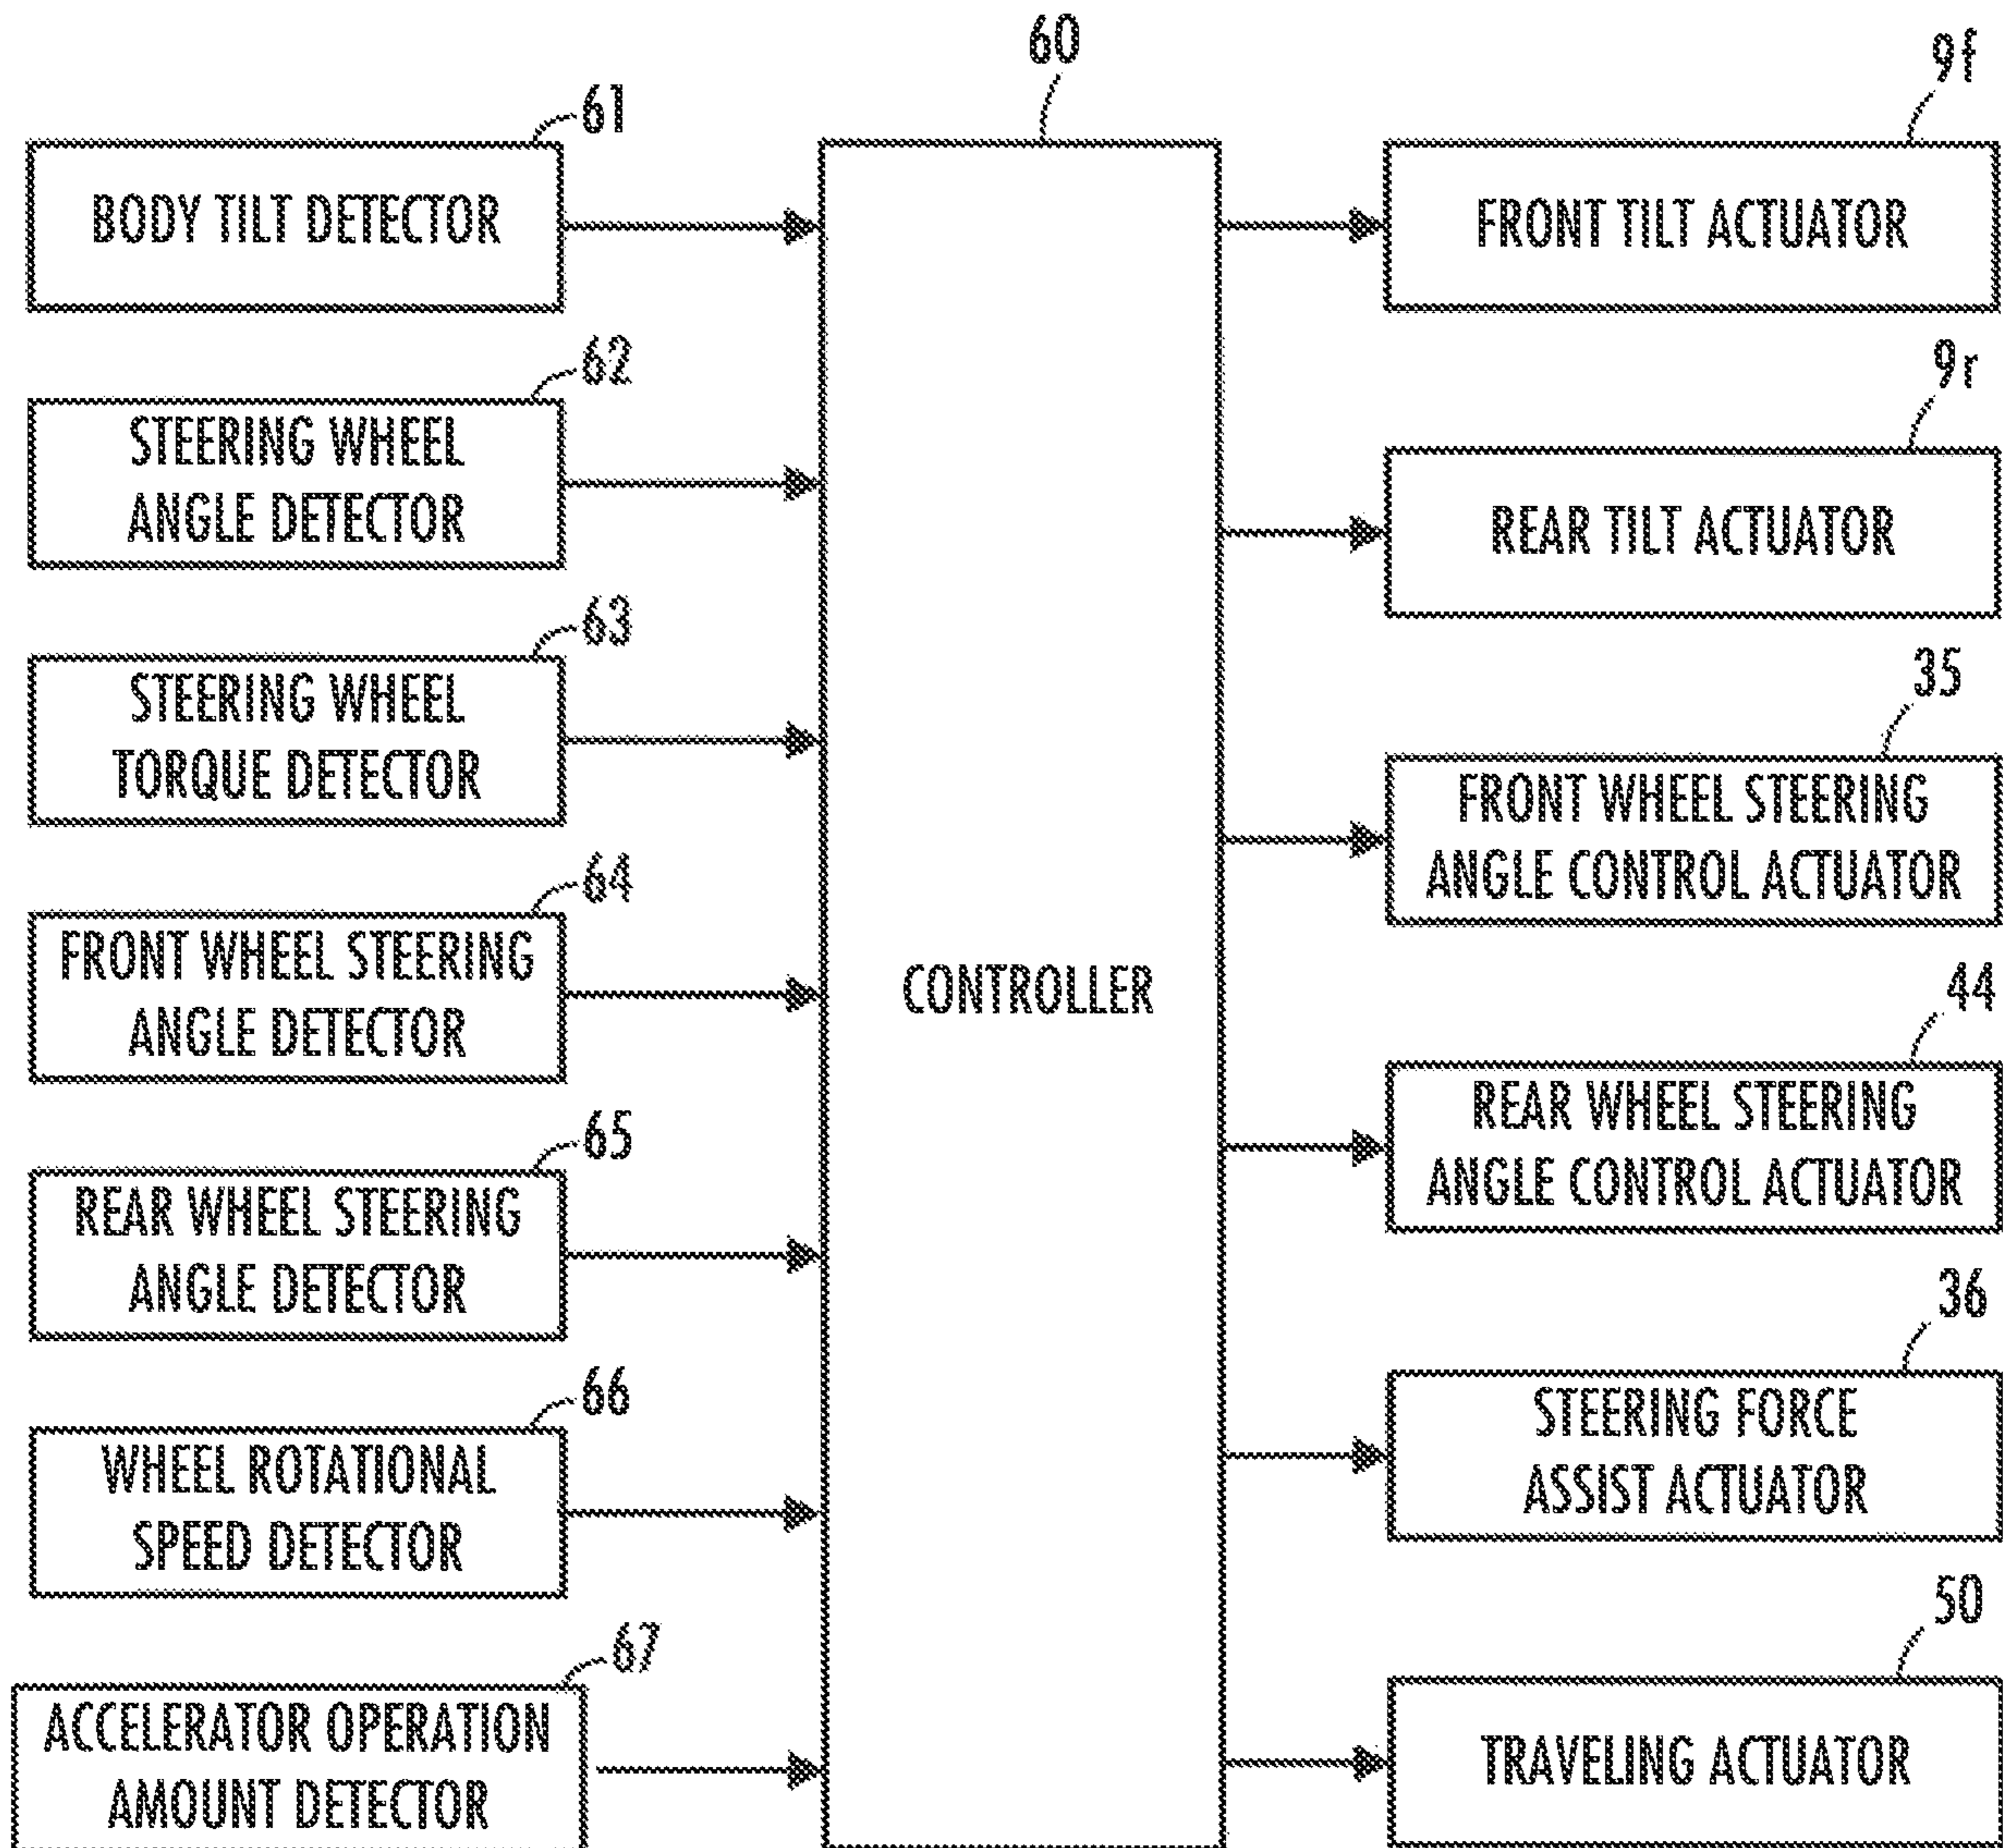 60
61
BODY TILT DETECTOR
62
STEERING WHEEL
ANGLE DETECTOR
63
STEERING WHEEL
TORQUE DETECTOR
64
FRONT WHEEL STEERING
ANGLE DETECTOR
65
REAR WHEEL STEERING
ANGLE DETECTOR
66
WHEEL ROTATIONAL
SPEED DETECTOR
67
ACCELERATOR OPERATION
AMOUNT DETECTOR
CONTROLLER
9f
FRONT TILT ACTUATOR
9r
REAR TILT ACTUATOR
35
FRONT WHEEL STEERING
ANGLE CONTROL ACTUATOR
44
REAR WHEEL STEERING
ANGLE CONTROL ACTUATOR
36
STEERING FORCE
ASSIST ACTUATOR
50
TRAVELING ACTUATOR